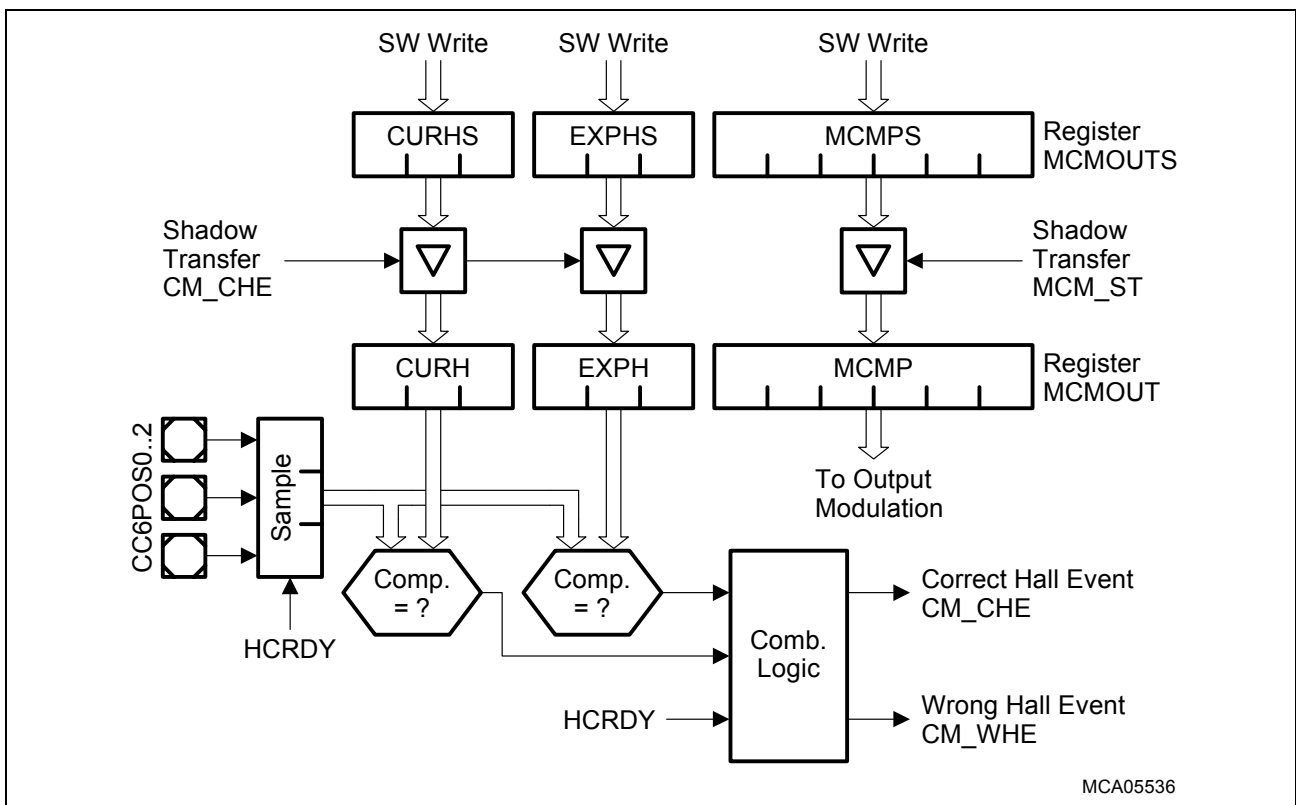 SW Write
SW Write
SW Write
CURHS
EXPHS
MCMPS
Register
MCMOUTS
Shadow
Transfer
CM_CHE
Shadow
Transfer
MCM_ST
CURH
EXPH
MCMP
Register
MCMOUT
CC6POS0..2
Sample
To Output
Modulation
Comp.
= ?
Comp.
= ?
HCRDY
Comb.
Logic
Correct Hall Event
CM_CHE
HCRDY
Wrong Hall Event
CM_WHE
MCA05536